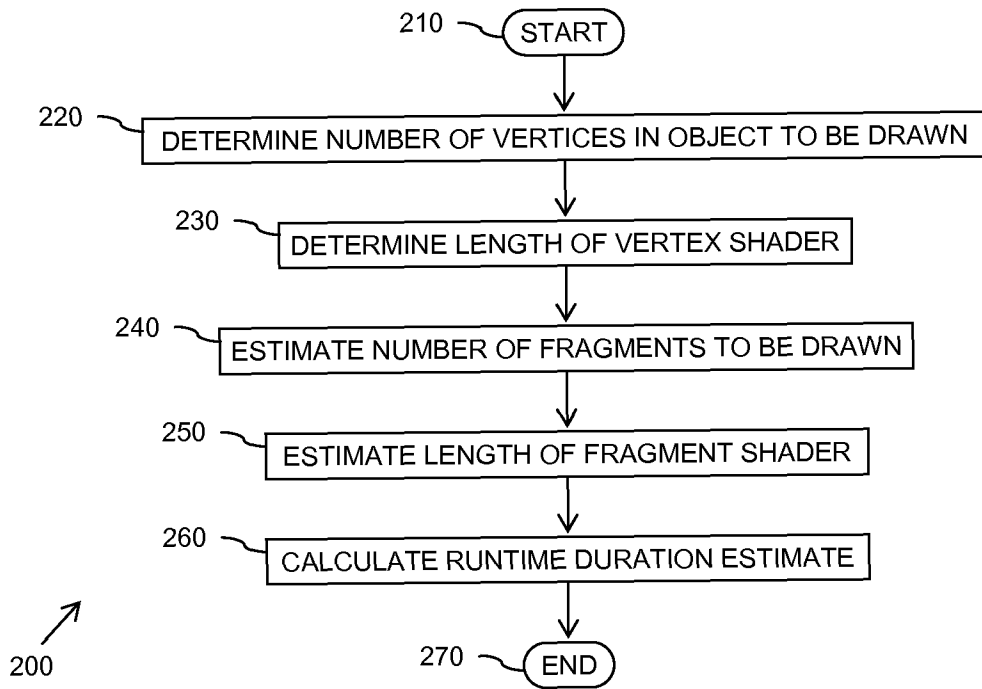 210 START
220 DETERMINE NUMBER OF VERTICES IN OBJECT TO BE DRAWN
230 DETERMINE LENGTH OF VERTEX SHADER
240 ESTIMATE NUMBER OF FRAGMENTS TO BE DRAWN
250 ESTIMATE LENGTH OF FRAGMENT SHADER
260 CALCULATE RUNTIME DURATION ESTIMATE
270 END
200